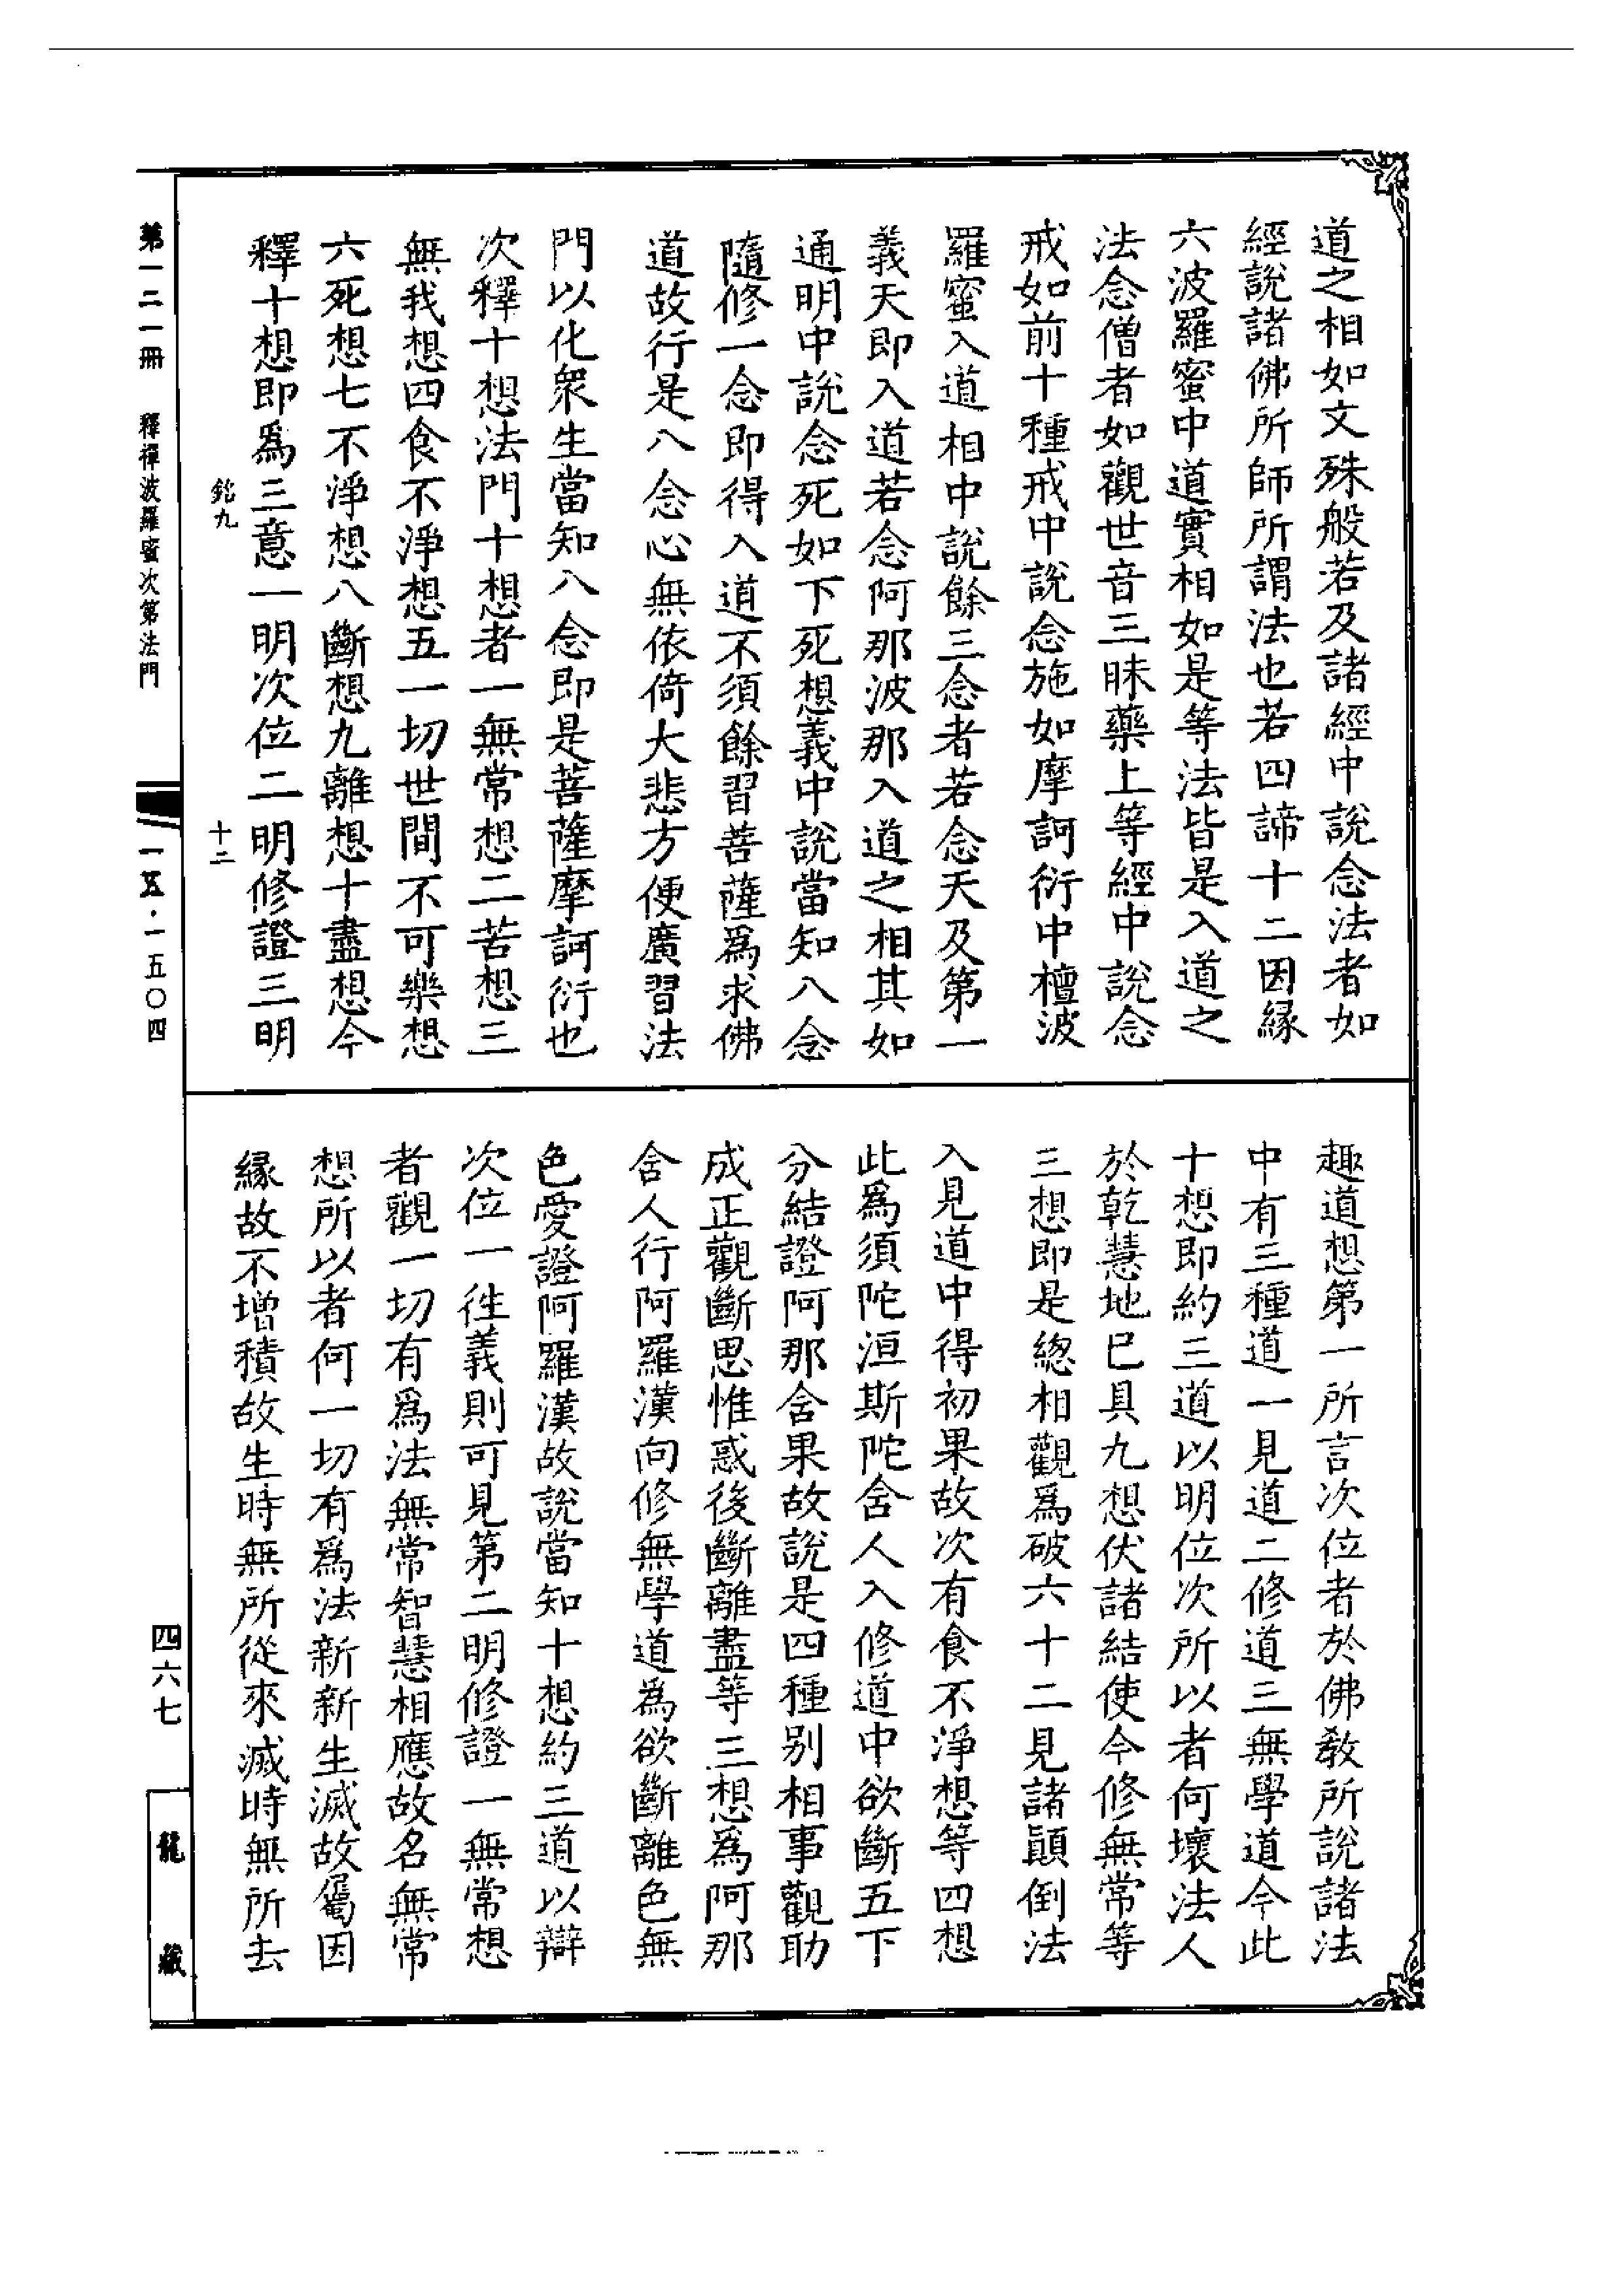 道之相如文殊般若及諸經中說念法者如
經說諸佛所師所謂法也若四諦十二因緣
六波羅蜜中道實相如是等法皆是入道之
法念僧者如觀世音三昧藥上等經中說念
戒如前十種戒中說念施如摩訶衍中檀波
羅蜜入道相中說餘三念者若念天及第一
義天即入道若念阿那波那入道之相其如
通明中說念死如下死想義中說當知八念
隨修一念即得入道不須餘習菩薩爲求佛
道故行是八念心無依倚大悲方便廣習法
門以化衆生當知八念即是菩薩摩訶衍也
次釋十想法門十想者一無常想二苦想三
無我想四食不淨想五一切世間不可樂想
六死想七不淨想八斷想九離想十盡想今
釋十想即爲三意一明次位二明修證三明
銘九 十二
趣道想第一所言次位者於佛敎所說諸法
中有三種道一見道二修道三無學道今此
十想即約三道以明位次所以者何壞法人
於乾慧地已具九想伏諸結使今修無常等
三想即是總相觀爲破六十二見諸顚倒法
入見道中得初果故次有食不淨想等四想
此爲須陀洹斯陀含人入修道中欲斷五下
分結證阿那含果故說是四種別相事觀助
成正觀斷思惟惑後斷離盡等三想爲阿那
含人行阿羅漢向修無學道為欲斷離色無
色愛證阿羅漢故說當知十想約三道以辯
次位一往義則可見第二明修證一無常想
者觀一切有爲法無常智慧相應故名無常
想所以者何一切有爲法新新生滅故屬因
緣故不增積故生時無所從來滅時無所去
第一二一冊 釋禪波羅蜜次第法門
一五·一五〇四
四六七
龍藏